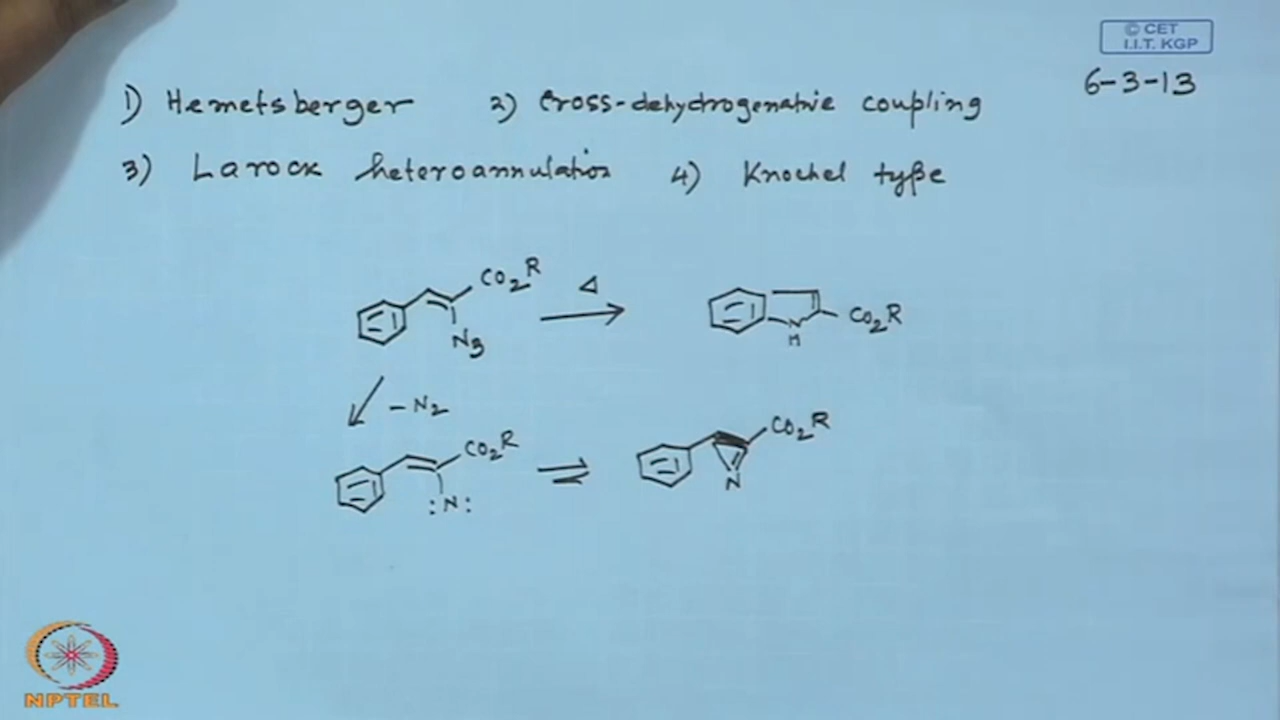 © CET
I.I.T. KGP
6-3-13
1) Hemetsberger 2) Cross-dehydrogenative coupling
3) Larock heteroannulation 4) Knochel type
CO2R
Δ
N3
N
H
CO2R
-N2
CO2R
:N:
CO2R
N
NPTEL